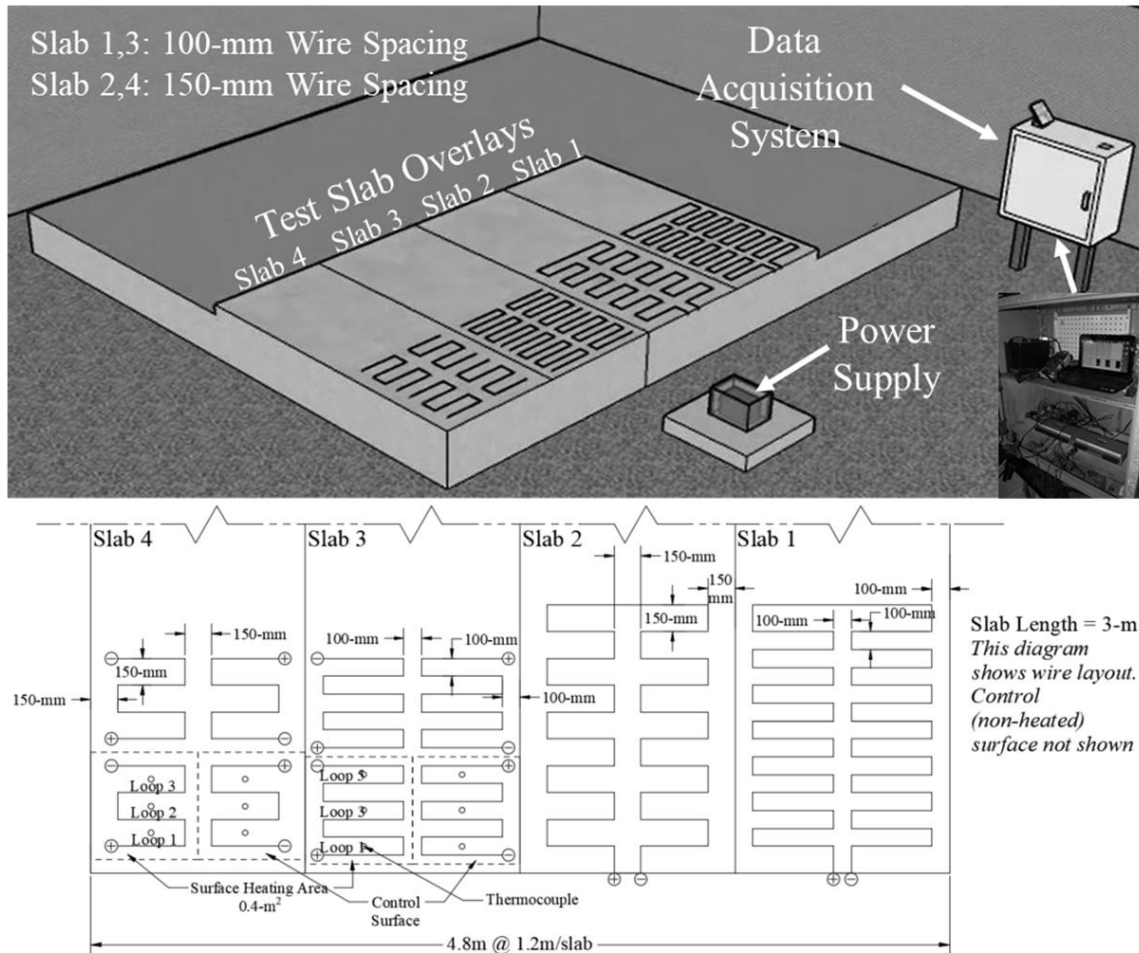 Slab 1,3: 100-mm Wire Spacing
Slab 2,4: 150-mm Wire Spacing
Data
Acquisition
System
Test Slab Overlays
Slab 4
Slab 3
Slab 2
Slab 1
Power
Supply
Slab 4
Slab 3
Slab 2
Slab 1
150-mm
150
mm
150-mm
100-mm
100-mm
100-mm
150-mm
150-mm
150-mm
100-mm
100-mm
100-mm
Slab Length = 3-m
This diagram
shows wire layout.
Control
(non-heated)
surface not shown
Loop 3
Loop 2
Loop 1
Loop 5
Loop 3
Loop 1
Surface Heating Area
0.4-m²
Control
Surface
Thermocouple
4.8m @ 1.2m/slab